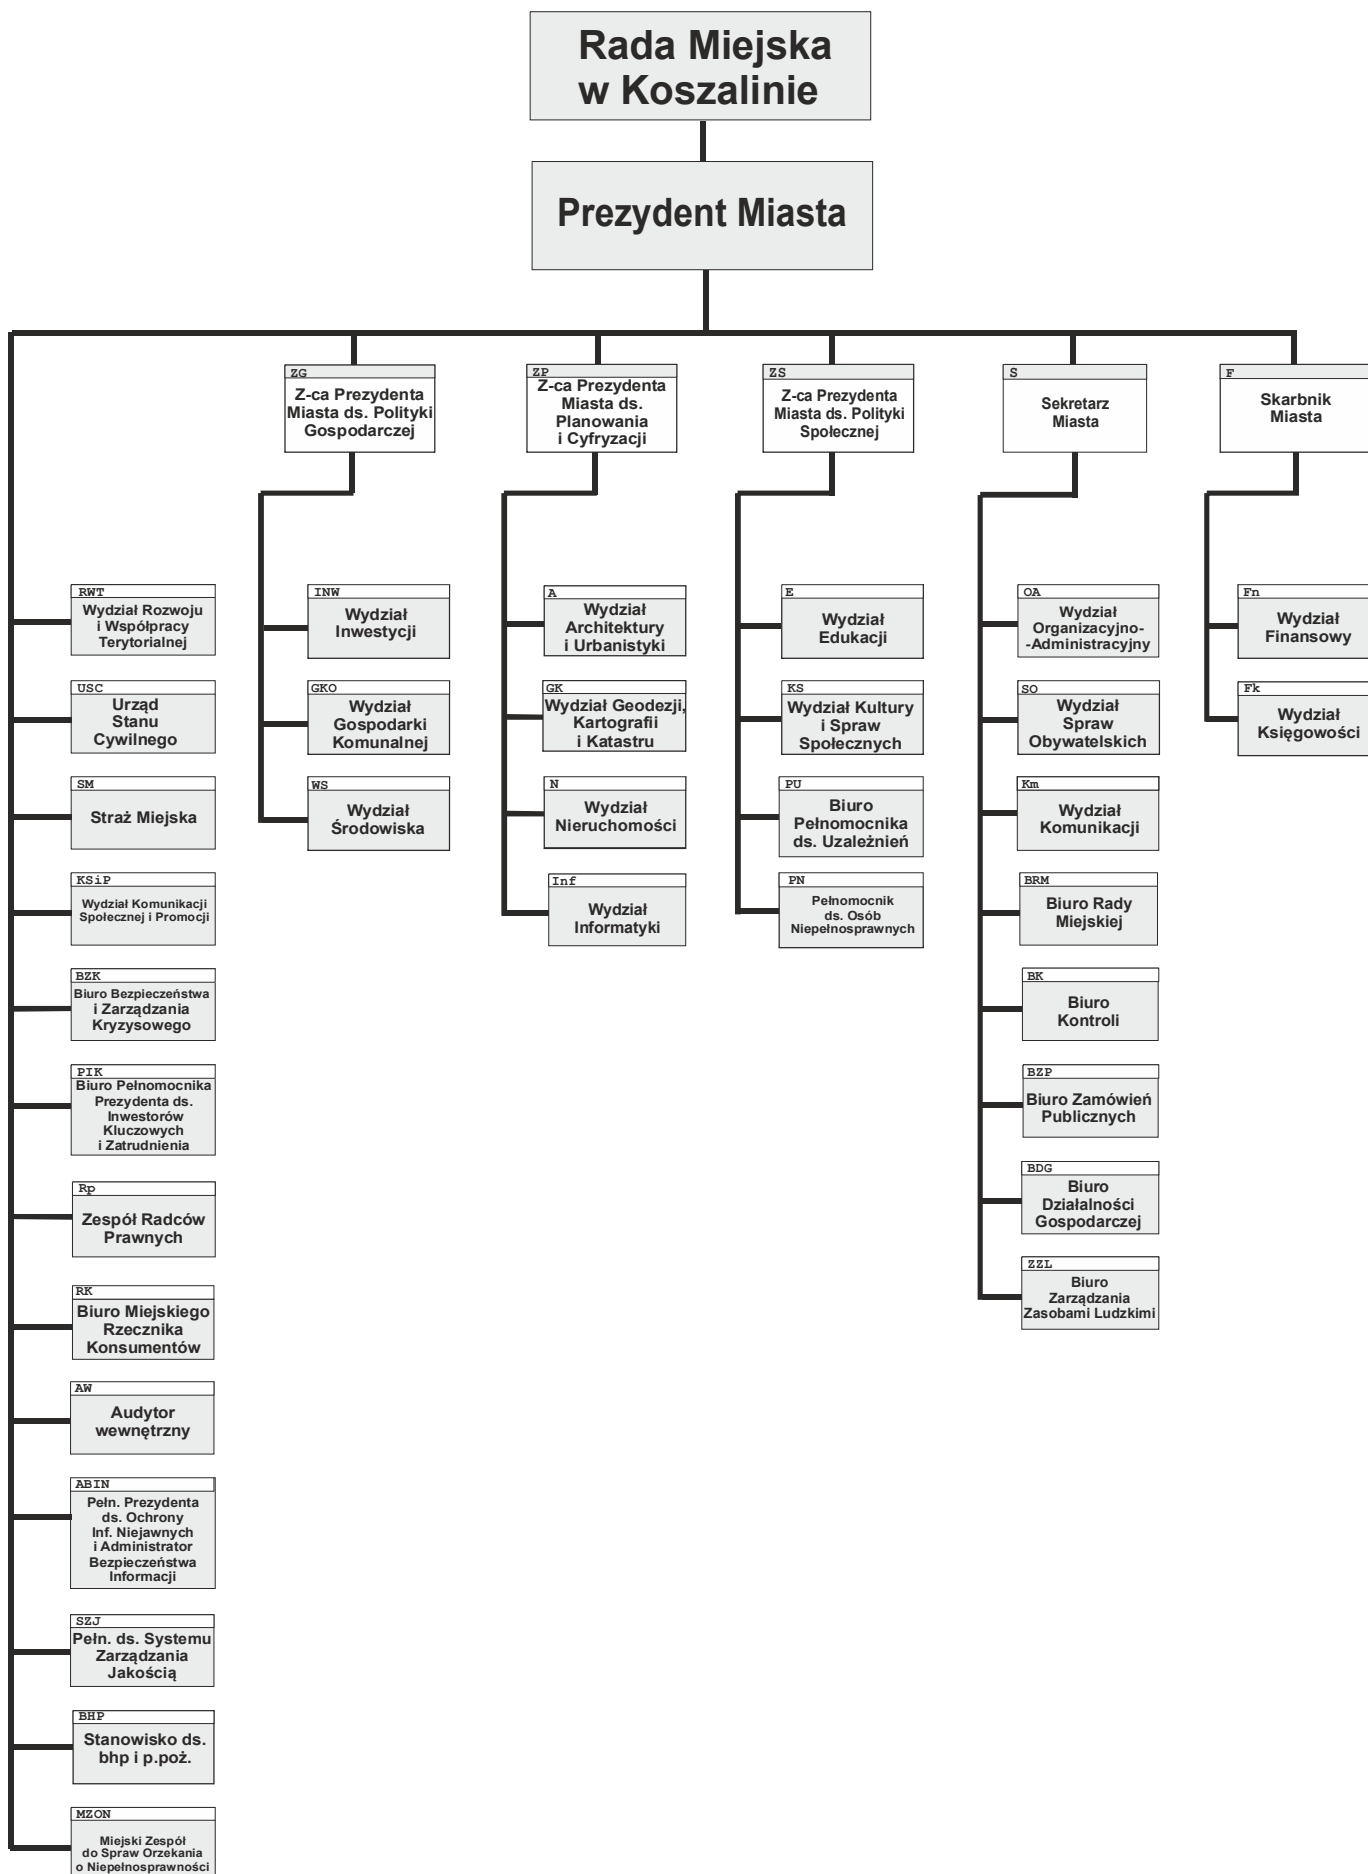 Rada Miejska
w Koszalinie
Prezydent Miasta
ZG
Z-ca Prezydenta
Miasta ds. Polityki
Gospodarczej
ZP
Z-ca Prezydenta
Miasta ds.
Planowania
i Cyfryzacji
ZS
Z-ca Prezydenta
Miasta ds. Polityki
Społecznej
S
Sekretarz
Miasta
F
Skarbnik
Miasta
RWT
Wydział Rozwoju
i Współpracy
Terytorialnej
USC
Urząd
Stanu
Cywilnego
SM
Straż Miejska
KSiP
Wydział Komunikacji
Społecznej i Promocji
BZK
Biuro Bezpieczeństwa
i Zarządzania
Kryzysowego
PIK
Biuro Pełnomocnika
Prezydenta ds.
Inwestorów
Kluczowych
i Zatrudnienia
Rp
Zespół Radców
Prawnych
RK
Biuro Miejskiego
Rzecznika
Konsumentów
AW
Audytor
wewnętrzny
ABIN
Pełn. Prezydenta
ds. Ochrony
Inf. Niejawnych
i Administrator
Bezpieczeństwa
Informacji
SZJ
Pełn. ds. Systemu
Zarządzania
Jakością
BHP
Stanowisko ds.
bhp i p.poż.
MZON
Miejski Zespół
do Spraw Orzekania
o Niepełnosprawności
INW
Wydział
Inwestycji
GKO
Wydział
Gospodarki
Komunalnej
WS
Wydział
Środowiska
A
Wydział
Architektury
i Urbanistyki
GK
Wydział Geodezji,
Kartografii
i Katastru
N
Wydział
Nieruchomości
Inf
Wydział
Informatyki
E
Wydział
Edukacji
KS
Wydział Kultury
i Spraw
Społecznych
PU
Biuro
Pełnomocnika
ds. Uzależnień
PN
Pełnomocnik
ds. Osób
Niepełnosprawnych
OA
Wydział
Organizacyjno-
-Administracyjny
SO
Wydział
Spraw
Obywatelskich
Km
Wydział
Komunikacji
BRM
Biuro Rady
Miejskiej
BK
Biuro
Kontroli
BZP
Biuro Zamówień
Publicznych
BDG
Biuro
Działalności
Gospodarczej
ZZL
Biuro
Zarządzania
Zasobami Ludzkimi
Fn
Wydział
Finansowy
Fk
Wydział
Księgowości